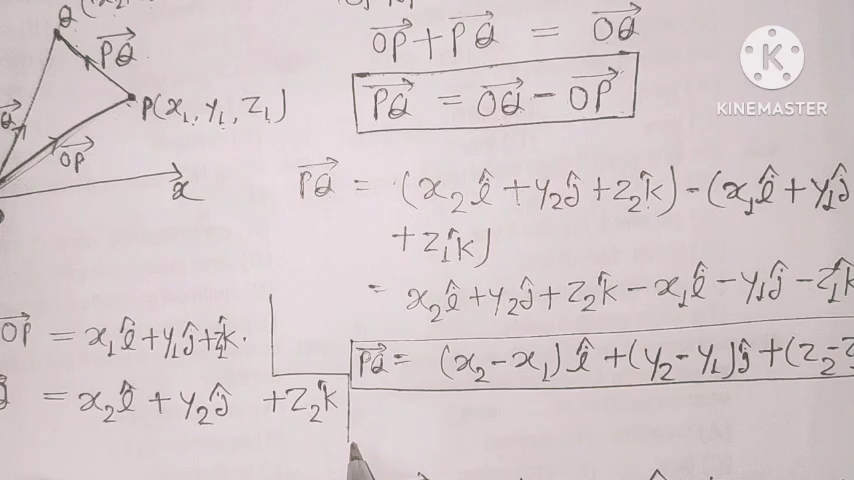 Q (x₂
PQ→
P(x₁, y₁, z₁)
OP→
x
OP→ + PQ→ = OQ→
PQ→ = OQ→ − OP→
PQ→ = (x₂î + y₂ĵ + z₂k̂) − (x₁î + y₁ĵ
+ z₁k̂)
= x₂î + y₂ĵ + z₂k̂ − x₁î − y₁ĵ − z₁k̂
PQ→ = (x₂ − x₁)î + (y₂ − y₁)ĵ + (z₂ −
OP→ = x₁î + y₁ĵ + z₁k̂.
= x₂î + y₂ĵ + z₂k̂
K
KINEMASTER